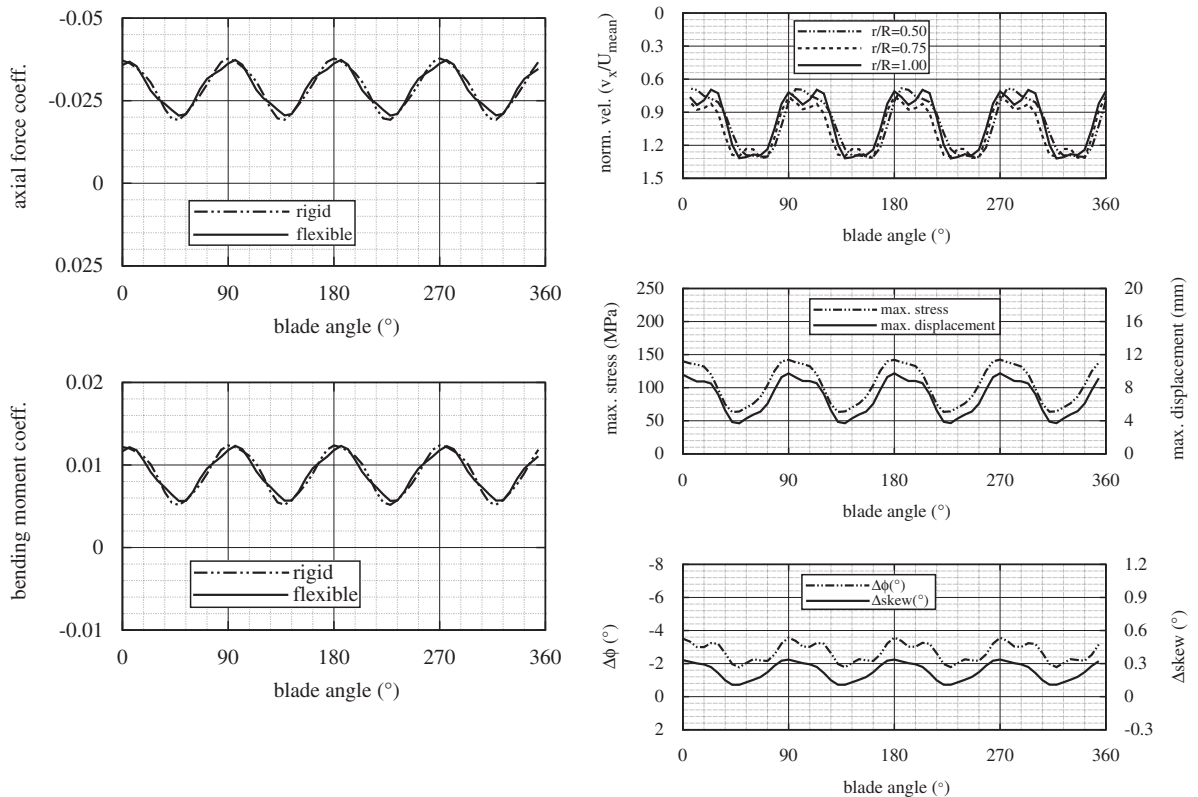 -0.05
-0.025
0
0.025
axial force coeff.
rigid
flexible
0 90 180 270 360
blade angle (°)
0.02
0.01
0
-0.01
bending moment coeff.
rigid
flexible
0 90 180 270 360
blade angle (°)
0
0.3
0.6
0.9
1.2
1.5
norm. vel. (vx/Umean)
r/R=0.50
r/R=0.75
r/R=1.00
0 90 180 270 360
blade angle (°)
250
200
150
100
50
0
max. stress (MPa)
max. stress
max. displacement
20
16
12
8
4
0
max. displacement (mm)
0 90 180 270 360
blade angle (°)
-8
-6
-4
-2
0
2
Δϕ (°)
Δϕ(°)
Δskew(°)
1.2
0.9
0.6
0.3
0
-0.3
Δskew (°)
0 90 180 270 360
blade angle (°)